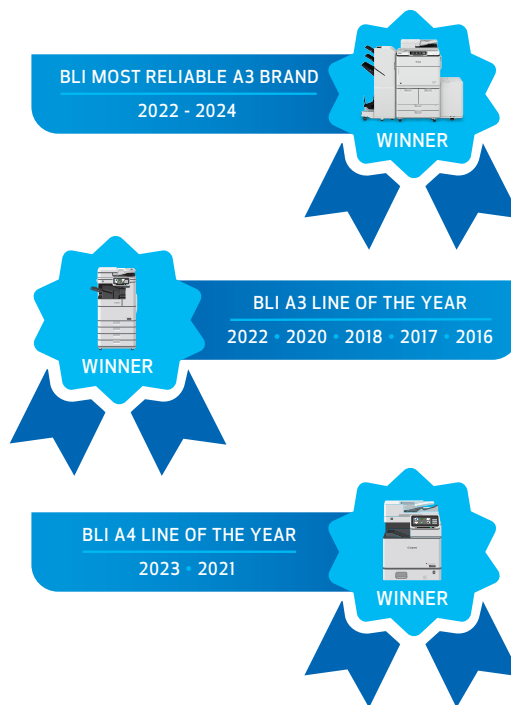 BLI MOST RELIABLE A3 BRAND
2022 - 2024
WINNER
BLI A3 LINE OF THE YEAR
2022 • 2020 • 2018 • 2017 • 2016
WINNER
BLI A4 LINE OF THE YEAR
2023 • 2021
Canon
WINNER